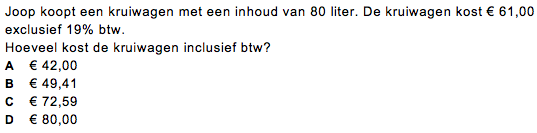 Joop koopt een kruiwagen met een inhoud van 80 liter. De kruiwagen kost € 61,00
exclusief 19% btw.
Hoeveel kost de kruiwagen inclusief btw?
A € 42,00
B € 49,41
C € 72,59
D € 80,00